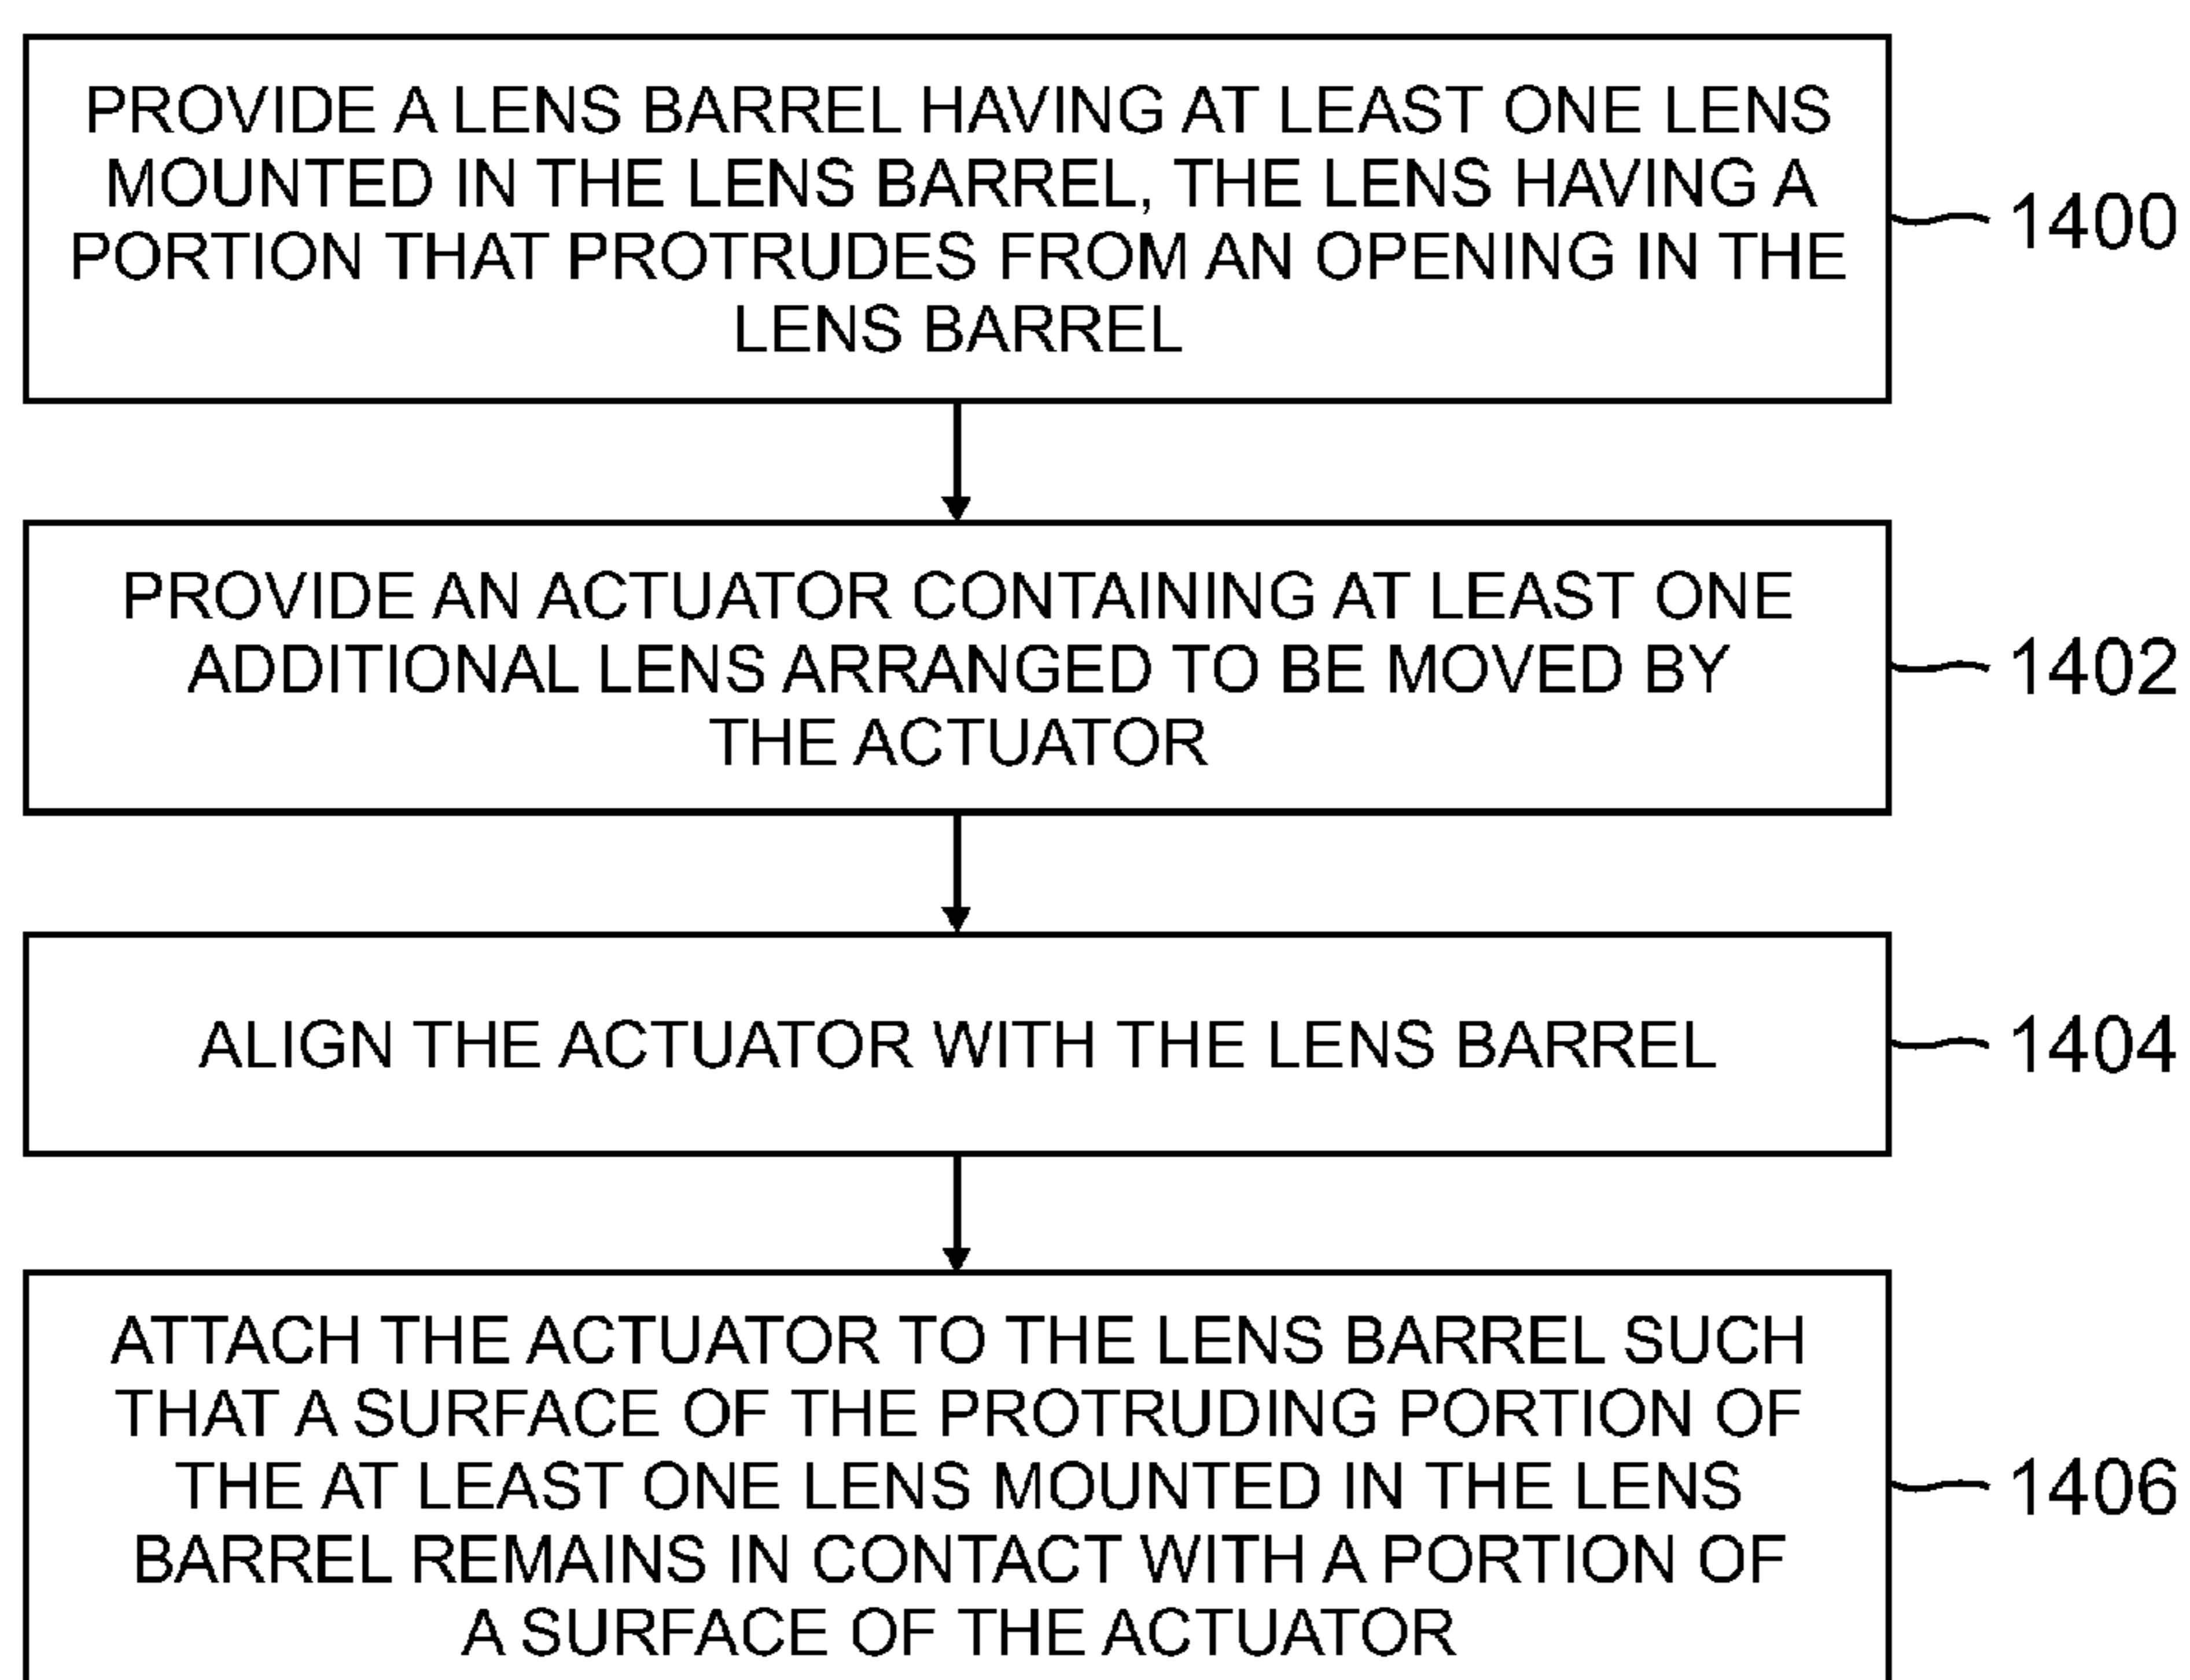 PROVIDE A LENS BARREL HAVING AT LEAST ONE LENS
MOUNTED IN THE LENS BARREL, THE LENS HAVING A
PORTION THAT PROTRUDES FROM AN OPENING IN THE
LENS BARREL
1400
PROVIDE AN ACTUATOR CONTAINING AT LEAST ONE
ADDITIONAL LENS ARRANGED TO BE MOVED BY
THE ACTUATOR
1402
ALIGN THE ACTUATOR WITH THE LENS BARREL
1404
ATTACH THE ACTUATOR TO THE LENS BARREL SUCH
THAT A SURFACE OF THE PROTRUDING PORTION OF
THE AT LEAST ONE LENS MOUNTED IN THE LENS
BARREL REMAINS IN CONTACT WITH A PORTION OF
A SURFACE OF THE ACTUATOR
1406